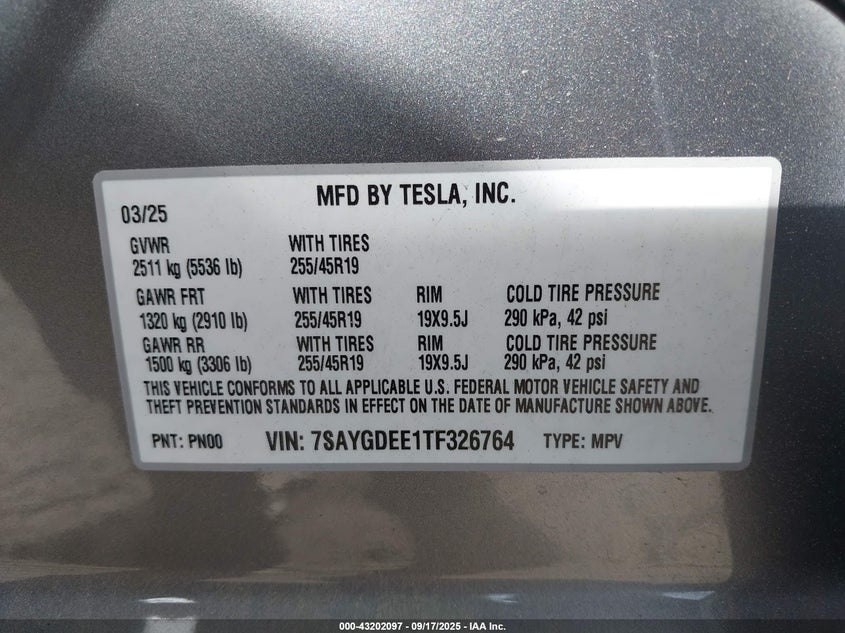 MFD BY TESLA, INC.
03/25
GVWR WITH TIRES
2511 kg (5536 lb) 255/45R19
GAWR FRT WITH TIRES RIM COLD TIRE PRESSURE
1320 kg (2910 lb) 255/45R19 19X9.5J 290 kPa, 42 psi
GAWR RR WITH TIRES RIM COLD TIRE PRESSURE
1500 kg (3306 lb) 255/45R19 19X9.5J 290 kPa, 42 psi
THIS VEHICLE CONFORMS TO ALL APPLICABLE U.S. FEDERAL MOTOR VEHICLE SAFETY AND
THEFT PREVENTION STANDARDS IN EFFECT ON THE DATE OF MANUFACTURE SHOWN ABOVE.
PNT: PN00 VIN: 7SAYGDEE1TF326764 TYPE: MPV
000-43202097 - 09/17/2025 - IAA Inc.